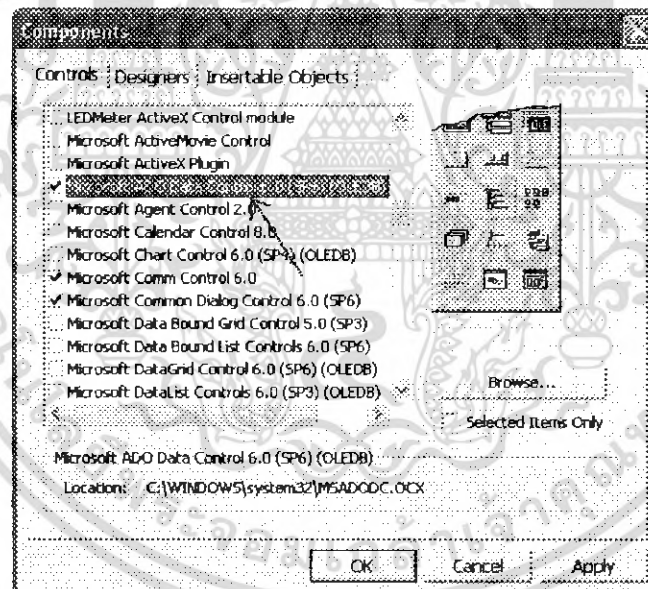 Components
Controls Designers Insertable Objects
LEDMeter ActiveX Control module
Microsoft ActiveMovie Control
Microsoft ActiveX Plugin
Microsoft Agent Control 2.0
Microsoft Calendar Control 8.0
Microsoft Chart Control 6.0 (SP4) (OLEDB)
Microsoft Comm Control 6.0
Microsoft Common Dialog Control 6.0 (SP6)
Microsoft Data Bound Grid Control 5.0 (SP3)
Microsoft Data Bound List Controls 6.0 (SP6)
Microsoft DataGrid Control 6.0 (SP6) (OLEDB)
Microsoft DataList Controls 6.0 (SP3) (OLEDB)
Browse...
Selected Items Only
Microsoft ADO Data Control 6.0 (SP6) (OLEDB)
Location: C:\WINDOWS\system32\MSADODC.OCX
OK Cancel Apply